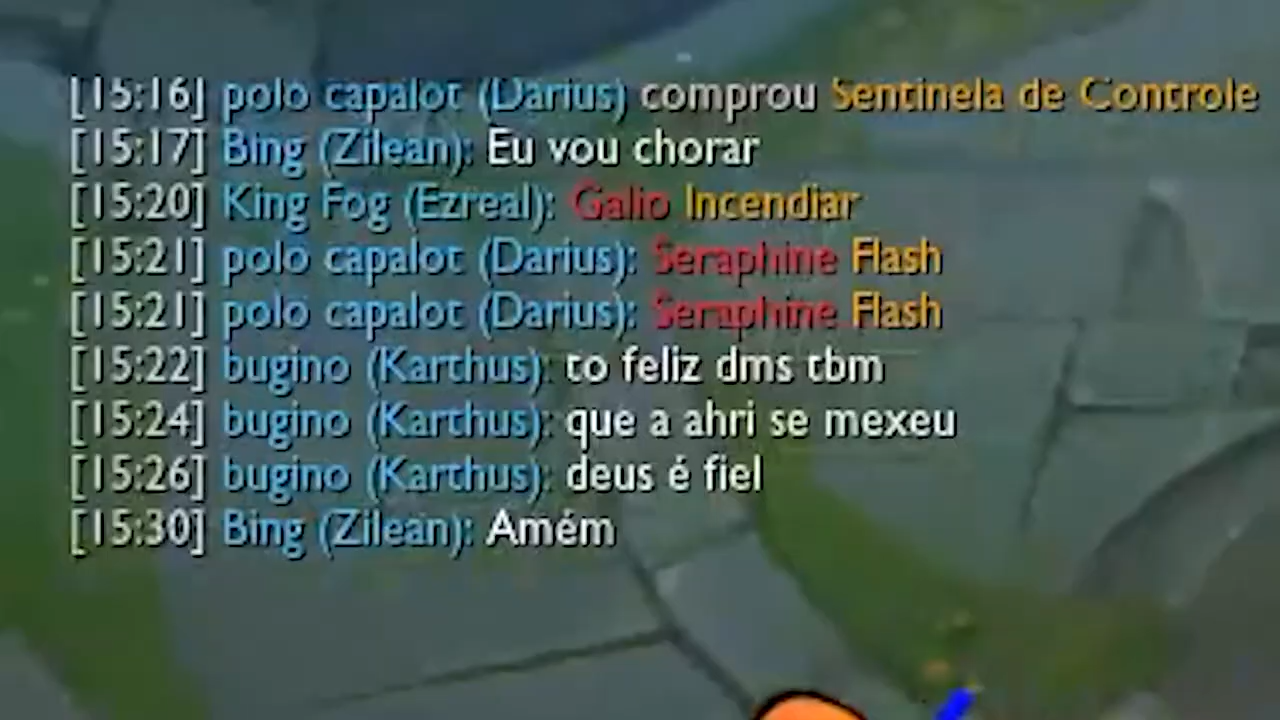 [15:16] polo capalot (Darius) comprou Sentinela de Controle
[15:17] Bing (Zilean): Eu vou chorar
[15:20] King Fog (Ezreal): Galio Incendiar
[15:21] polo capalot (Darius): Seraphine Flash
[15:21] polo capalot (Darius): Seraphine Flash
[15:22] bugino (Karthus): to feliz dms tbm
[15:24] bugino (Karthus): que a ahri se mexeu
[15:26] bugino (Karthus): deus é fiel
[15:30] Bing (Zilean): Amém